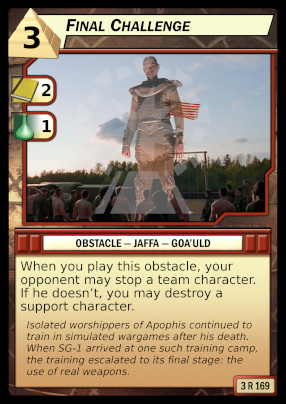 3
FINAL CHALLENGE
2
1
OBSTACLE – JAFFA – GOA'ULD
When you play this obstacle, your
opponent may stop a team character.
If he doesn't, you may destroy a
support character.
Isolated worshippers of Apophis continued to
train in simulated wargames after his death.
When SG-1 arrived at one such training camp,
the training escalated to its final stage: the
use of real weapons.
3 R 169